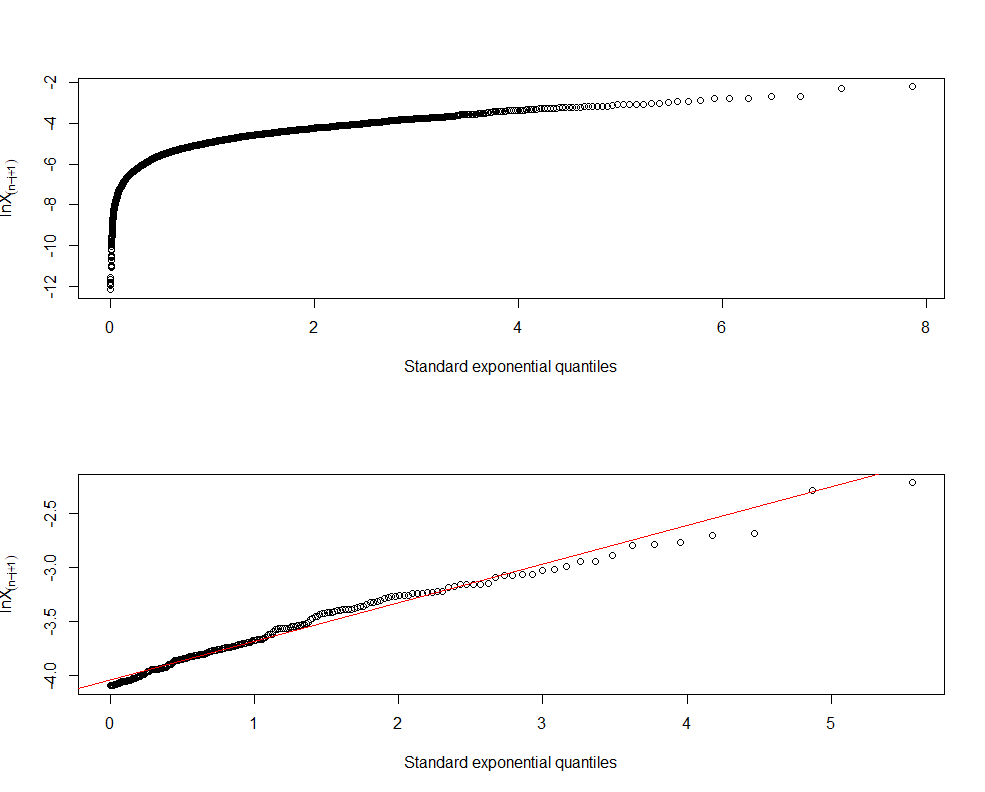 -2
-4
-6
-8
-10
-12
lnX(n−i+1)
0 2 4 6 8
Standard exponential quantiles
-2.5
-3.0
-3.5
-4.0
lnX(n−i+1)
0 1 2 3 4 5
Standard exponential quantiles